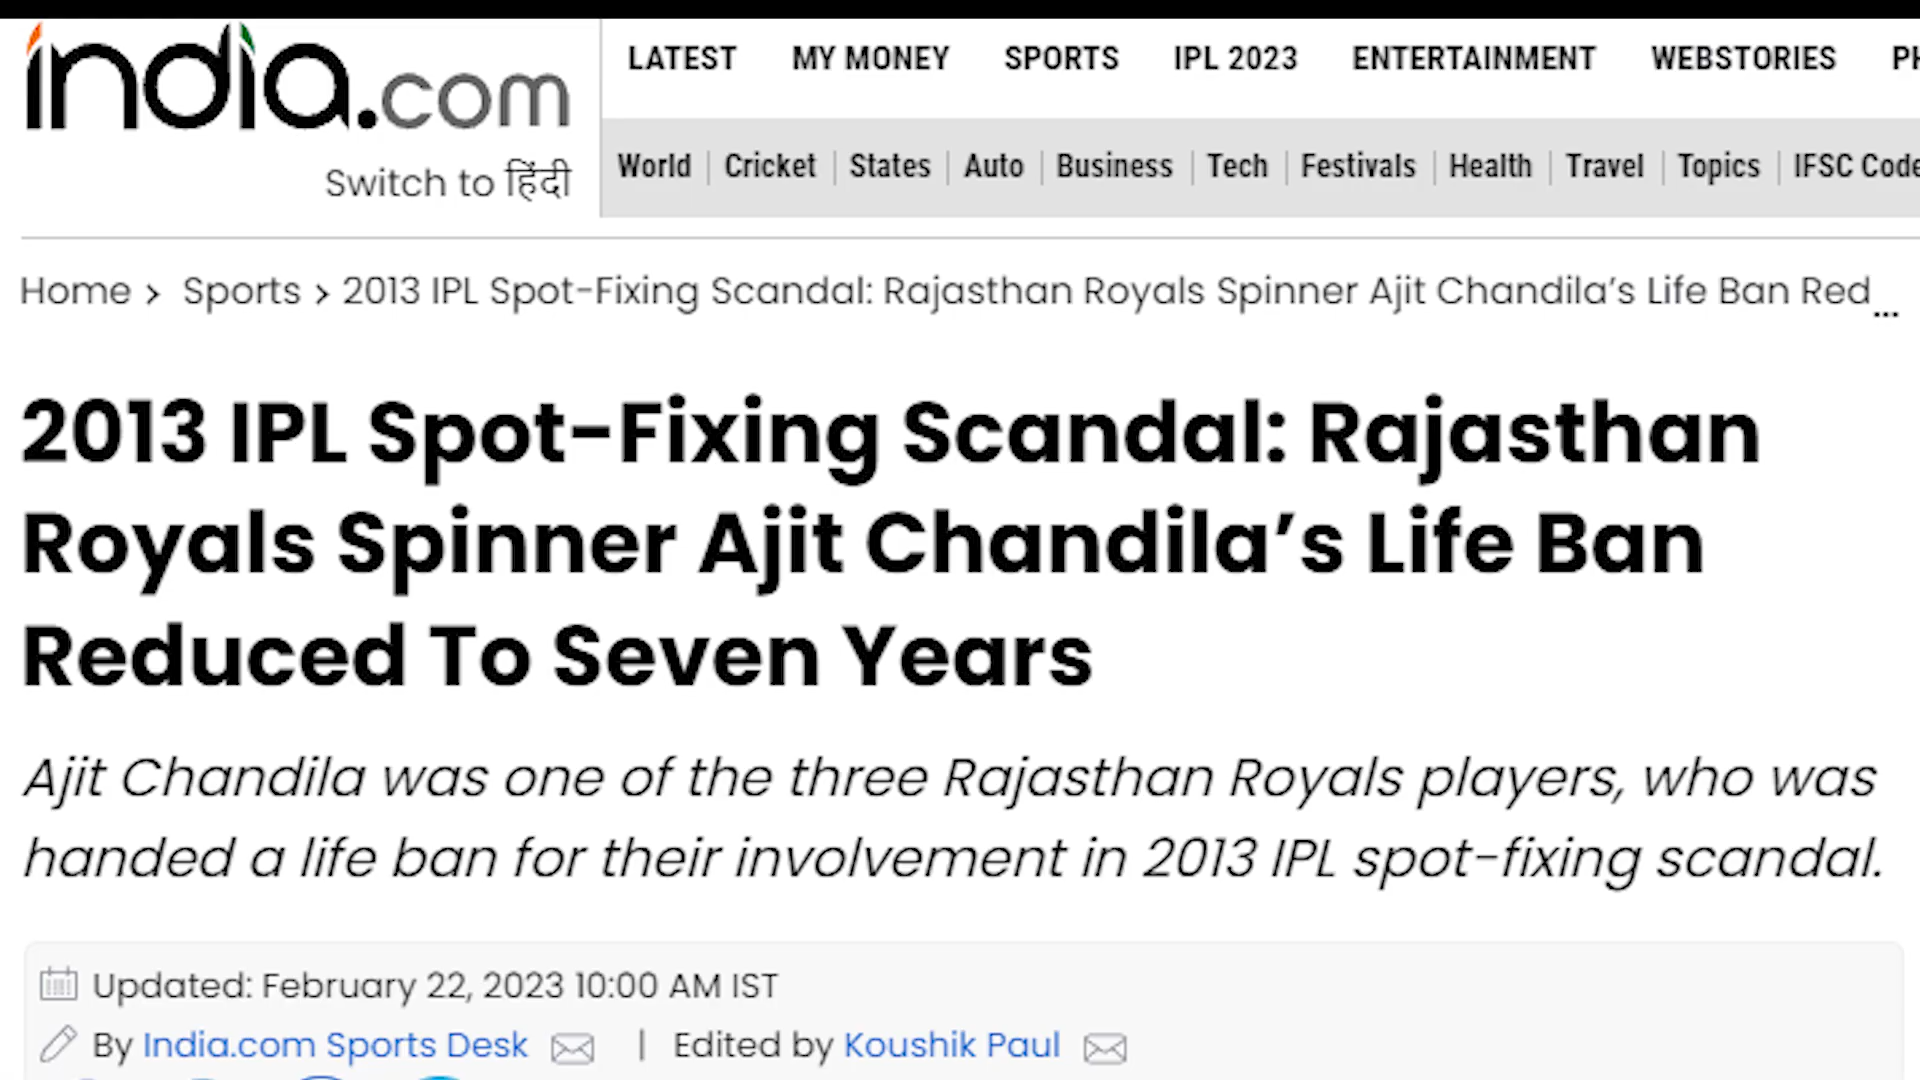 india.com
Switch to हिंदी
LATEST MY MONEY SPORTS IPL 2023 ENTERTAINMENT WEBSTORIES PH
World | Cricket | States | Auto | Business | Tech | Festivals | Health | Travel | Topics | IFSC Code
Home > Sports > 2013 IPL Spot-Fixing Scandal: Rajasthan Royals Spinner Ajit Chandila’s Life Ban Red...
2013 IPL Spot-Fixing Scandal: Rajasthan
Royals Spinner Ajit Chandila’s Life Ban
Reduced To Seven Years
Ajit Chandila was one of the three Rajasthan Royals players, who was
handed a life ban for their involvement in 2013 IPL spot-fixing scandal.
Updated: February 22, 2023 10:00 AM IST
By India.com Sports Desk | Edited by Koushik Paul